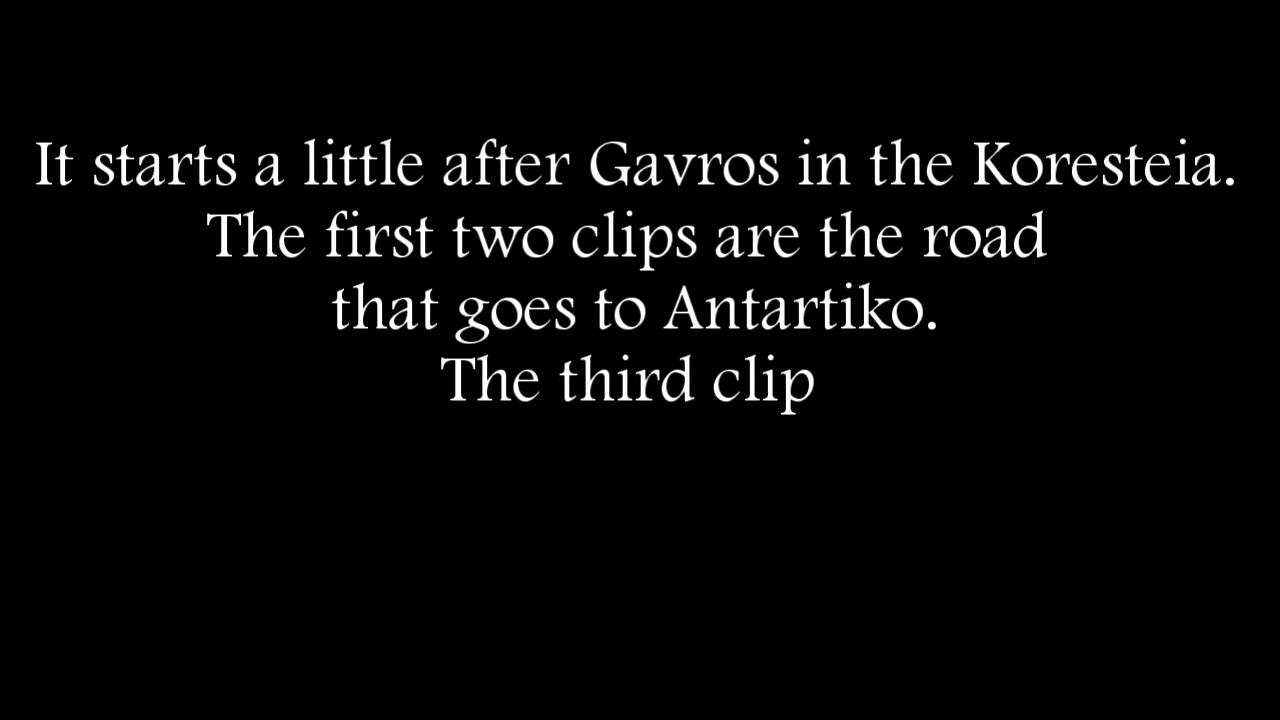 It starts a little after Gavros in the Koresteia.
The first two clips are the road
that goes to Antartiko.
The third clip